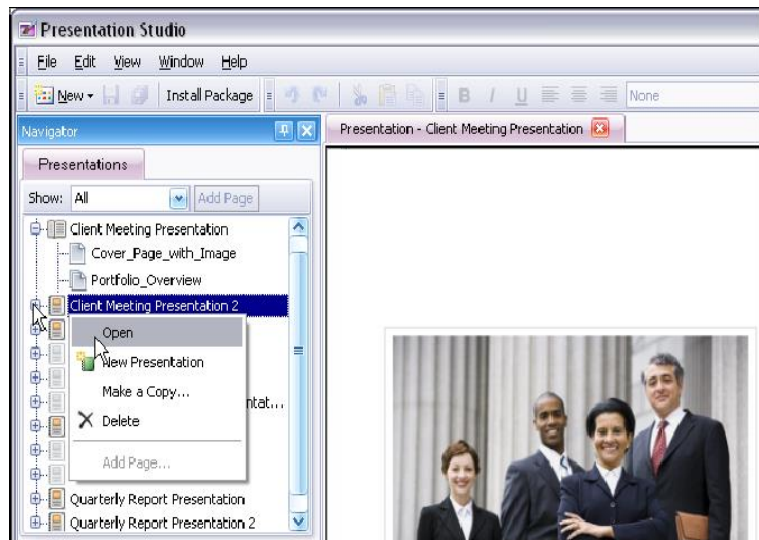 Presentation Studio
File Edit View Window Help
New Install Package B I U None
Navigator
Presentation - Client Meeting Presentation
Presentations
Show: All Add Page
Client Meeting Presentation
Cover_Page_with_Image
Portfolio_Overview
Client Meeting Presentation 2
Open
New Presentation
Make a Copy...
ntat...
Delete
Add Page...
Quarterly Report Presentation
Quarterly Report Presentation 2